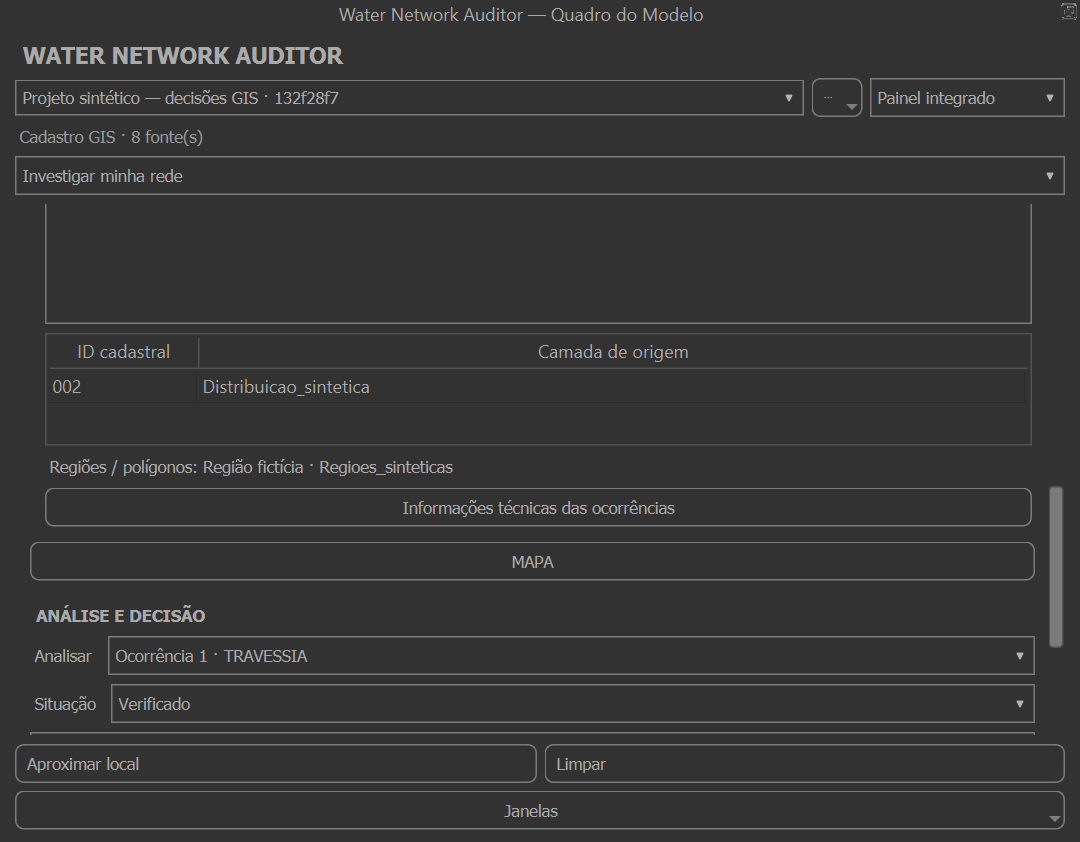 Water Network Auditor — Quadro do Modelo
WATER NETWORK AUDITOR
Projeto sintético — decisões GIS · 132f28f7
...
Painel integrado
Cadastro GIS · 8 fonte(s)
Investigar minha rede
ID cadastral Camada de origem
002 Distribuicao_sintetica
Regiões / polígonos: Região fictícia · Regioes_sinteticas
Informações técnicas das ocorrências
MAPA
ANÁLISE E DECISÃO
Analisar Ocorrência 1 · TRAVESSIA
Situação Verificado
Aproximar local Limpar
Janelas